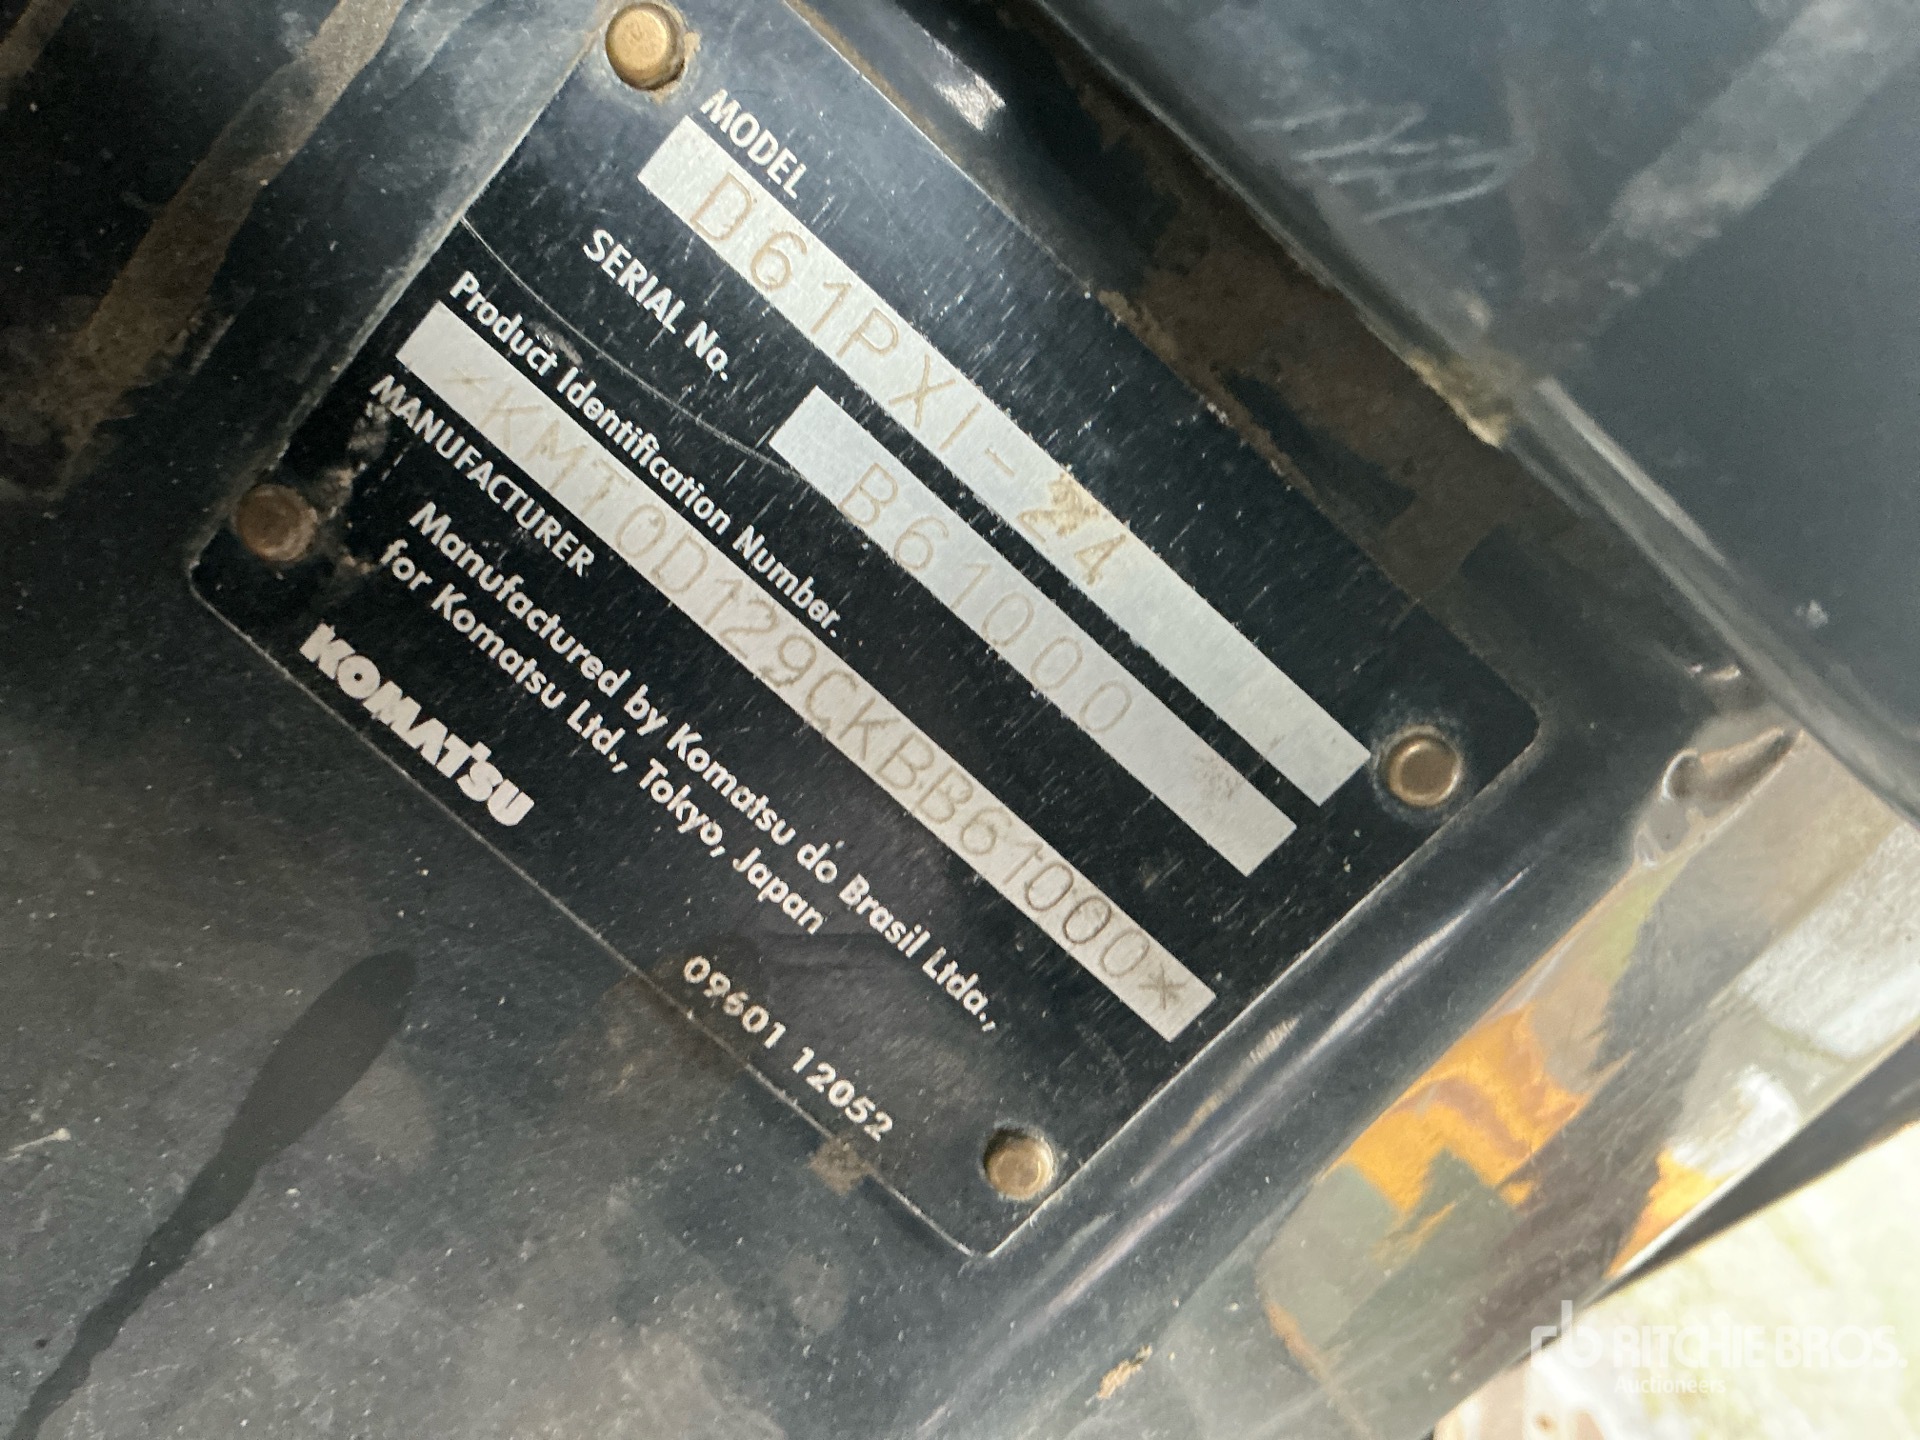 MODEL
D61PXI-24
SERIAL No.
B61000
Product Identification Number.
*KMT0D129CKBB61000*
MANUFACTURER
Manufactured by Komatsu do Brasil Ltda.,
for Komatsu Ltd., Tokyo, Japan
KOMATSU
09601 12052
rb RITCHIE BROS.
Auctioneers